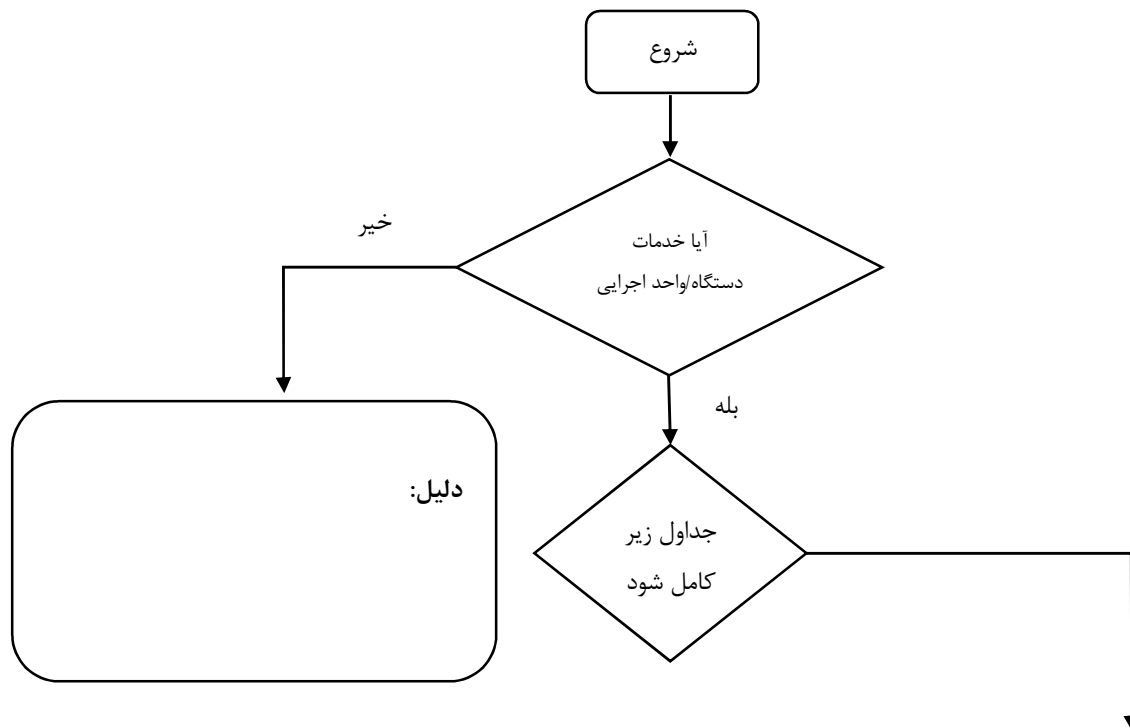 شروع
آیا خدمات
دستگاه/واحد اجرایی
خیر
بله
دلیل:
جداول زیر
کامل شود